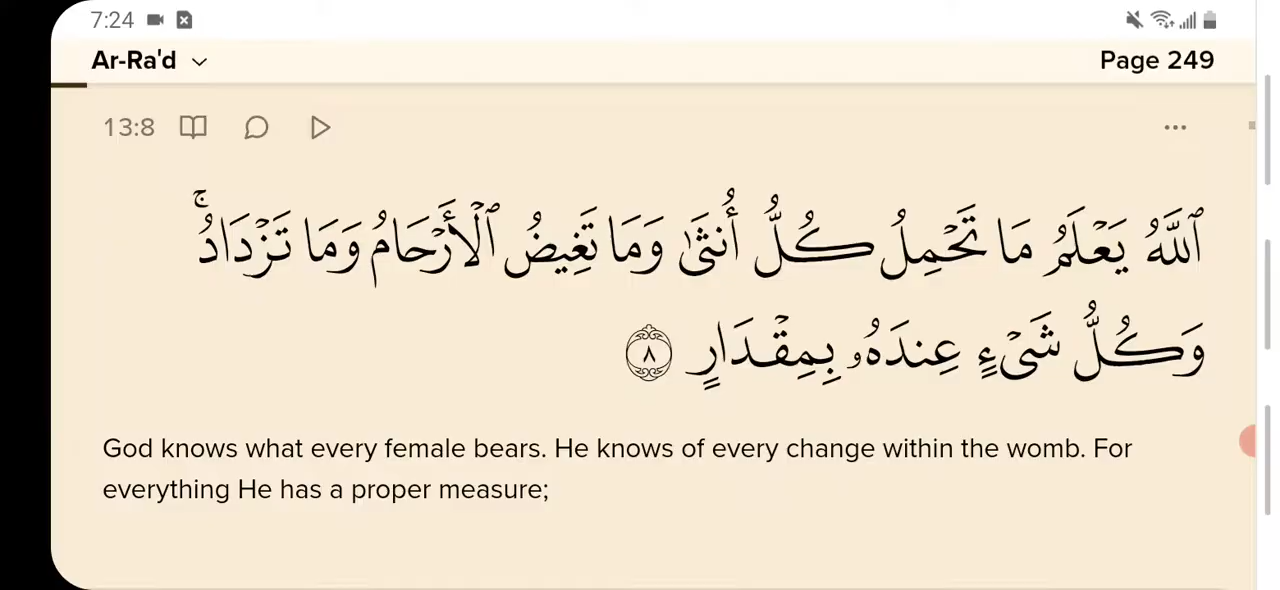 7:24
Ar-Ra'd
Page 249
13:8
ٱللَّهُ يَعْلَمُ مَا تَحْمِلُ كُلُّ أُنثَىٰ وَمَا تَغِيضُ ٱلْأَرْحَامُ وَمَا تَزْدَادُ ۚ
وَكُلُّ شَىْءٍ عِندَهُۥ بِمِقْدَارٍ ٨
God knows what every female bears. He knows of every change within the womb. For
everything He has a proper measure;